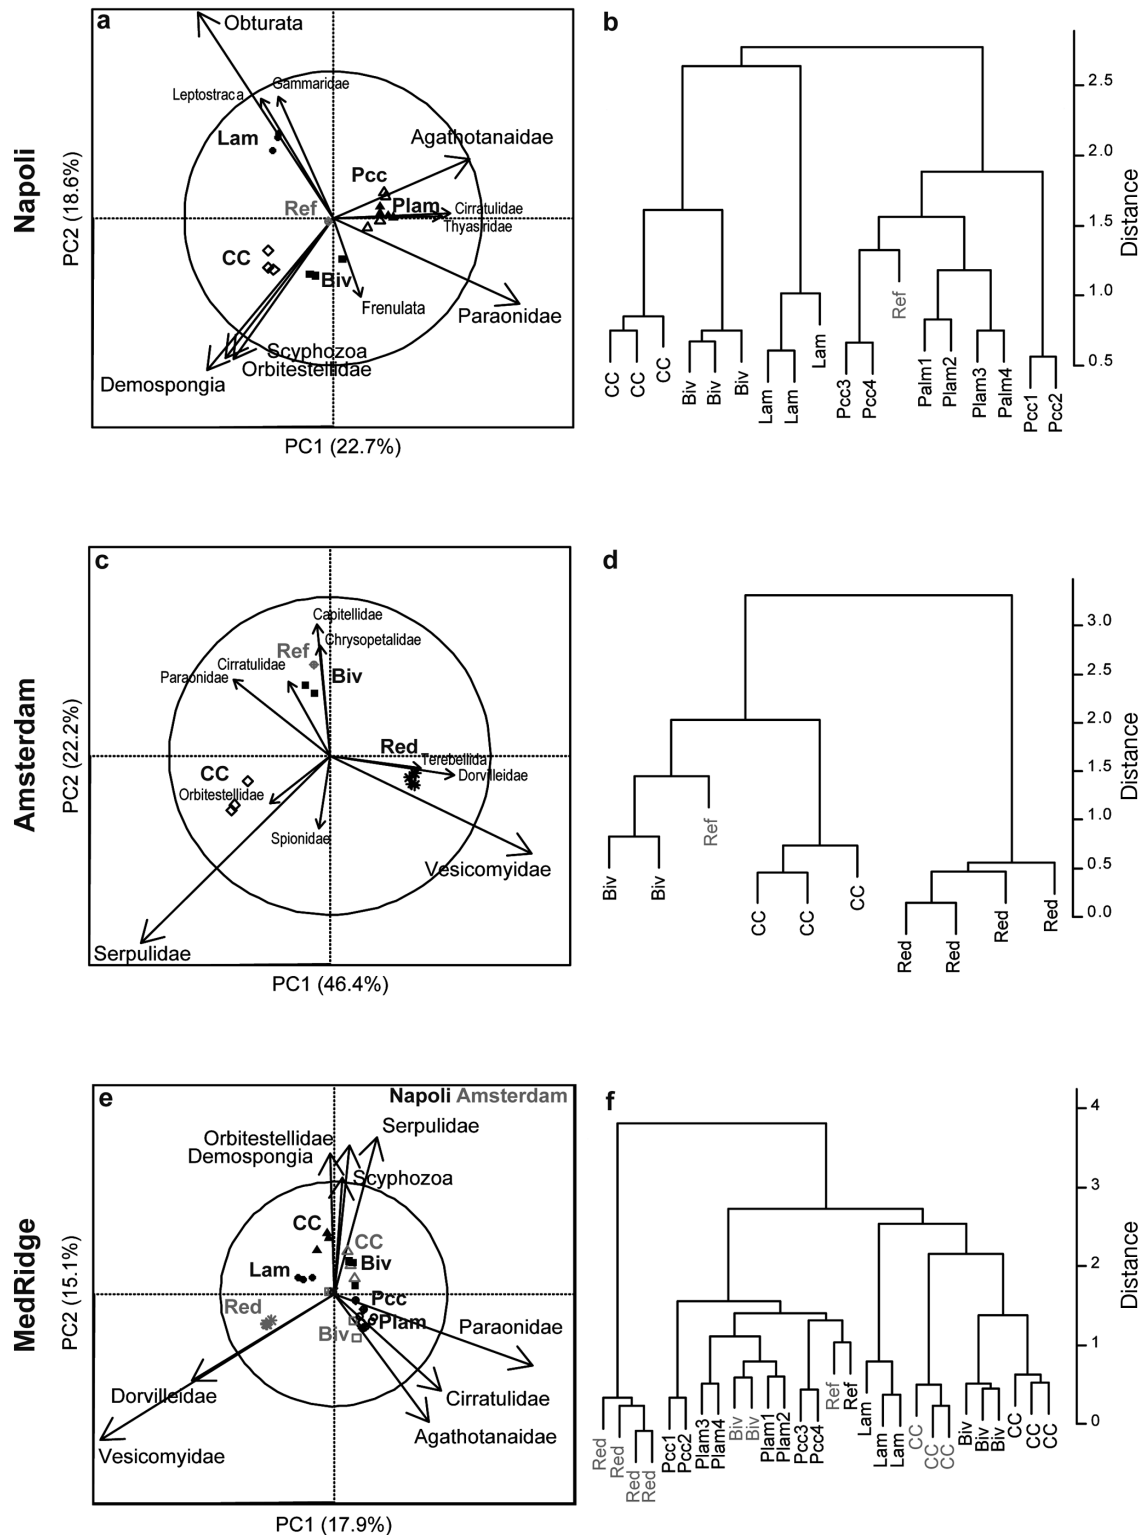 Napoli
a
Obturata
Gammaridae
Leptostraca
Lam
Agathotanaidae
Pcc
Plam
Ref
Cirratulidae
Thyasiridae
CC
Biv
Frenulata
Paraonidae
Scyphozoa
Orbitestellidae
Demospongia
PC2 (18.6%)
PC1 (22.7%)
b
CC
CC
CC
Biv
Biv
Biv
Lam
Lam
Lam
Pcc3
Pcc4
Ref
Palm1
Plam2
Plam3
Palm4
Pcc1
Pcc2
2.5
2.0
1.5
1.0
0.5
Distance
Amsterdam
c
Capitellidae
Chrysopetalidae
Ref
Cirratulidae
Paraonidae
Biv
Red
Terebellida
Dorvilleidae
CC
Orbitestellidae
Spionidae
Vesicomyidae
Serpulidae
PC2 (22.2%)
PC1 (46.4%)
d
Biv
Biv
Ref
CC
CC
CC
Red
Red
Red
Red
3.0
2.5
2.0
1.5
1.0
0.5
0.0
Distance
MedRidge
e
Napoli Amsterdam
Serpulidae
Orbitestellidae
Demospongia
Scyphozoa
CC
CC
Biv
Lam
Pcc
Red
Plam
Biv
Paraonidae
Dorvilleidae
Cirratulidae
Agathotanaidae
Vesicomyidae
PC2 (15.1%)
PC1 (17.9%)
f
Red
Red
Red
Red
Pcc1
Pcc2
Plam3
Plam4
Biv
Biv
Plam1
Plam2
Pcc3
Pcc4
Ref
Ref
Lam
Lam
Lam
CC
CC
CC
Biv
Biv
Biv
CC
CC
CC
4
3
2
1
0
Distance